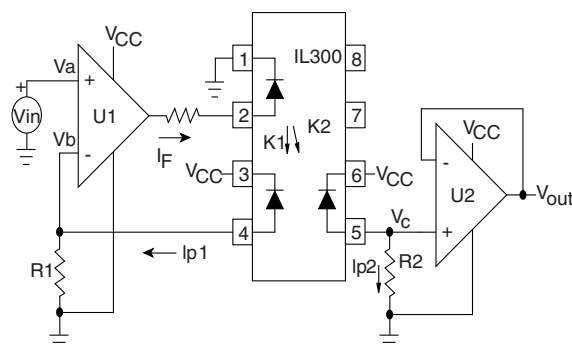 VCC
Va
+
+
U1
Vin
Vb
-
IF
R1
Ip1
1
IL300
8
2
7
K1
K2
VCC
3
6
VCC
4
5
VC
Ip2
R2
VCC
-
U2
+
Vout